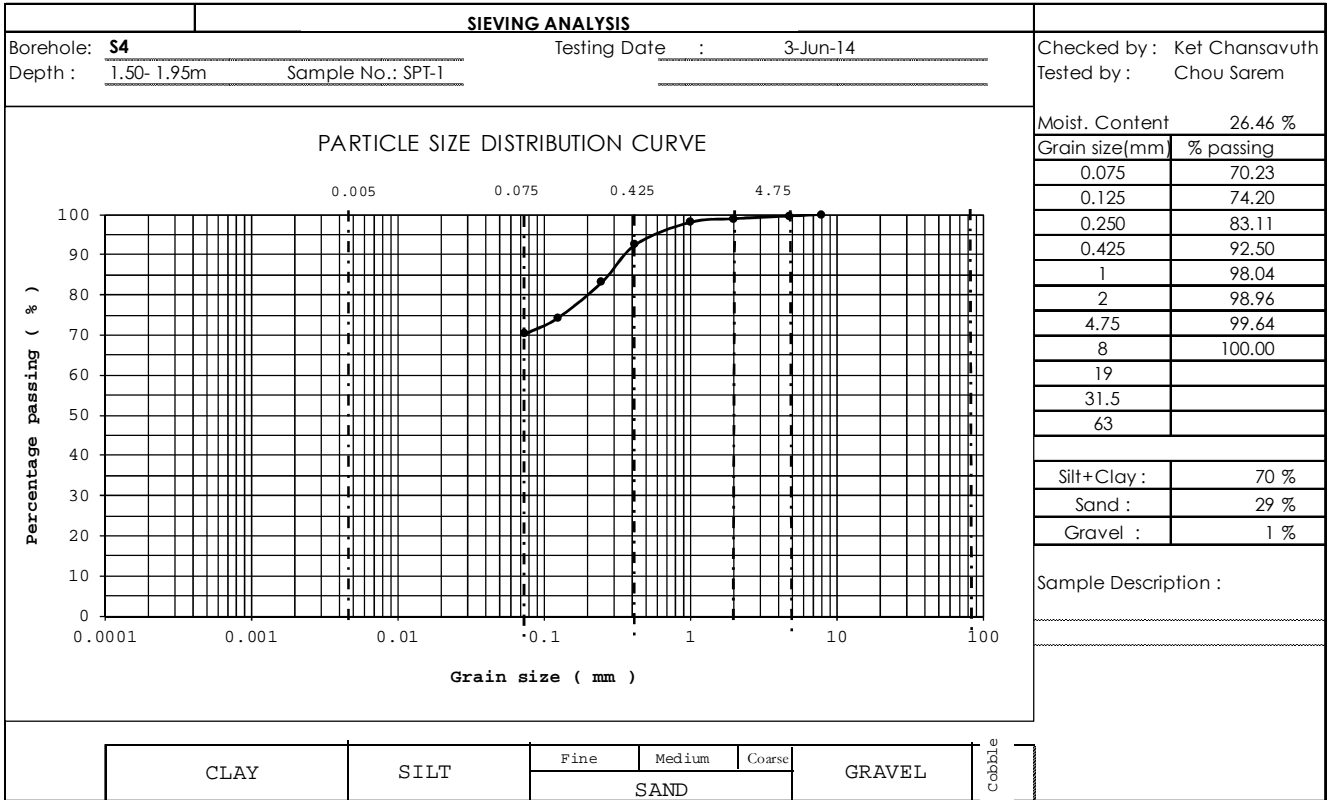 SIEVING ANALYSIS
Borehole: S4 Testing Date : 3-Jun-14
Depth : 1.50- 1.95m Sample No.: SPT-1
Checked by : Ket Chansavuth
Tested by : Chou Sarem
Moist. Content 26.46 %
Grain size(mm) % passing
0.075 70.23
0.125 74.20
0.250 83.11
0.425 92.50
1 98.04
2 98.96
4.75 99.64
8 100.00
19
31.5
63
Silt+Clay : 70 %
Sand : 29 %
Gravel : 1 %
Sample Description :
PARTICLE SIZE DISTRIBUTION CURVE
0.005 0.075 0.425 4.75
100
90
80
70
60
50
40
30
20
10
0
Percentage passing ( % )
0.0001 0.001 0.01 0.1 1 10 100
Grain size ( mm )
CLAY SILT Fine Medium Coarse GRAVEL Cobble
SAND